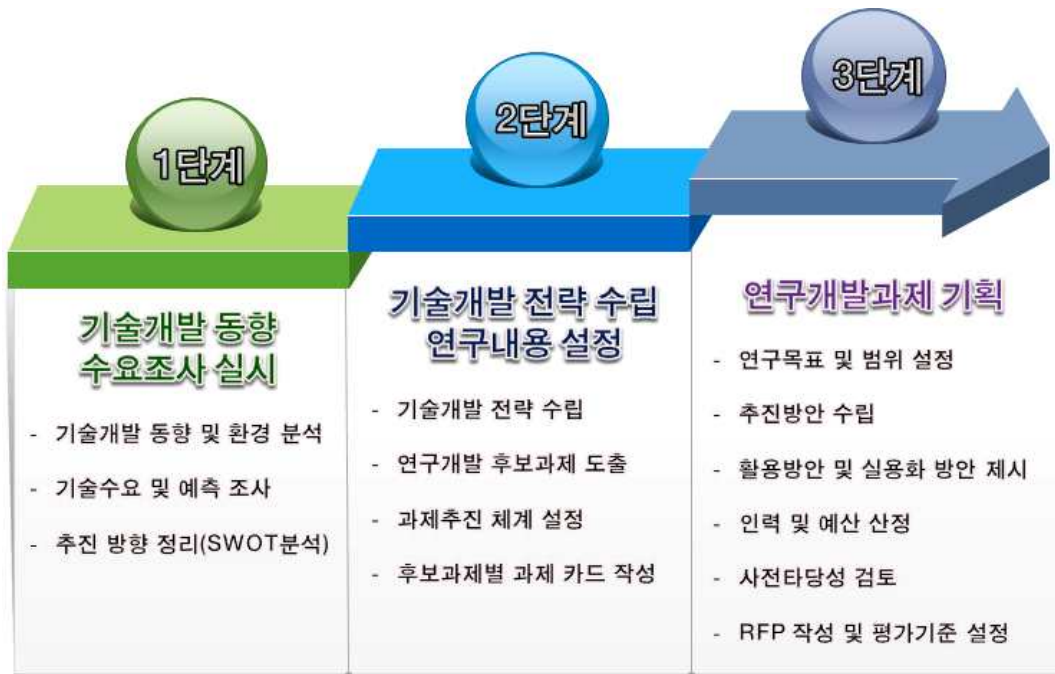 1단계
기술개발 동향
수요조사 실시
- 기술개발 동향 및 환경 분석
- 기술수요 및 예측 조사
- 추진 방향 정리(SWOT분석)
2단계
기술개발 전략 수립
연구내용 설정
- 기술개발 전략 수립
- 연구개발 후보과제 도출
- 과제추진 체계 설정
- 후보과제별 과제 카드 작성
3단계
연구개발과제 기획
- 연구목표 및 범위 설정
- 추진방안 수립
- 활용방안 및 실용화 방안 제시
- 인력 및 예산 산정
- 사전타당성 검토
- RFP 작성 및 평가기준 설정